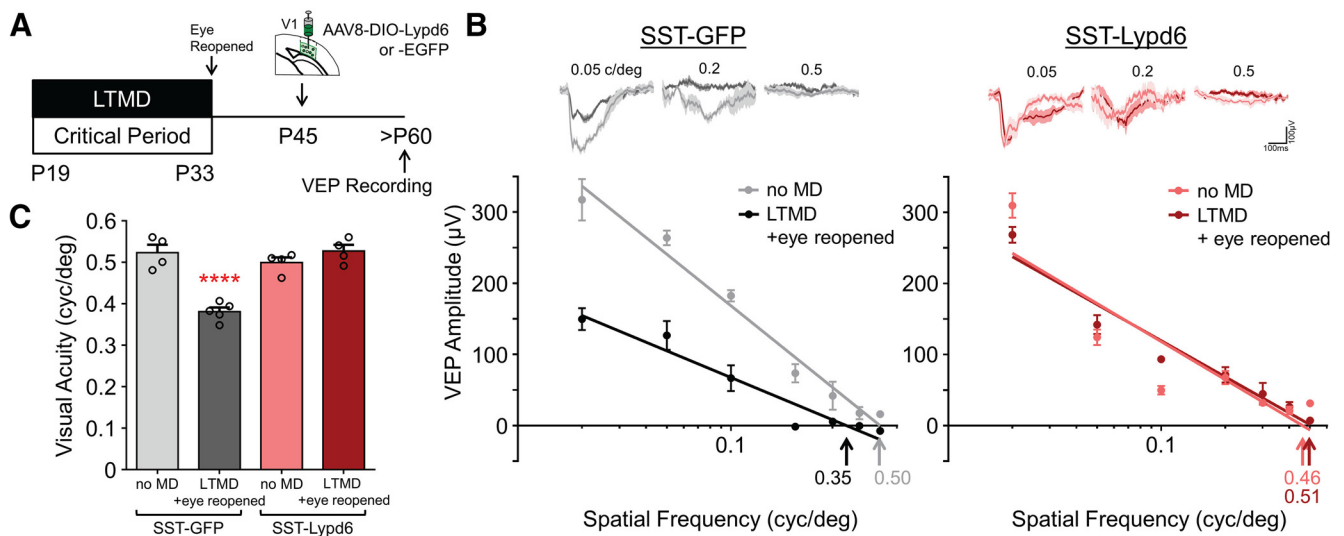 A
Eye
Reopened
V1
AAV8-DIO-Lypd6
or -EGFP
LTMD
Critical Period
P19
P33
P45
>P60
VEP Recording
B
SST-GFP
0.05 c/deg
0.2
0.5
no MD
LTMD
+eye reopened
VEP Amplitude (µV)
300
200
100
0
0.1
0.35
0.50
Spatial Frequency (cyc/deg)
SST-Lypd6
0.05
0.2
0.5
100µV
100ms
no MD
LTMD
+ eye reopened
300
200
100
0
0.1
0.46
0.51
Spatial Frequency (cyc/deg)
C
Visual Acuity (cyc/deg)
0.6
0.5
0.4
0.3
0.2
0.1
0
****
no MD
LTMD
+eye reopened
no MD
LTMD
+eye reopened
SST-GFP
SST-Lypd6